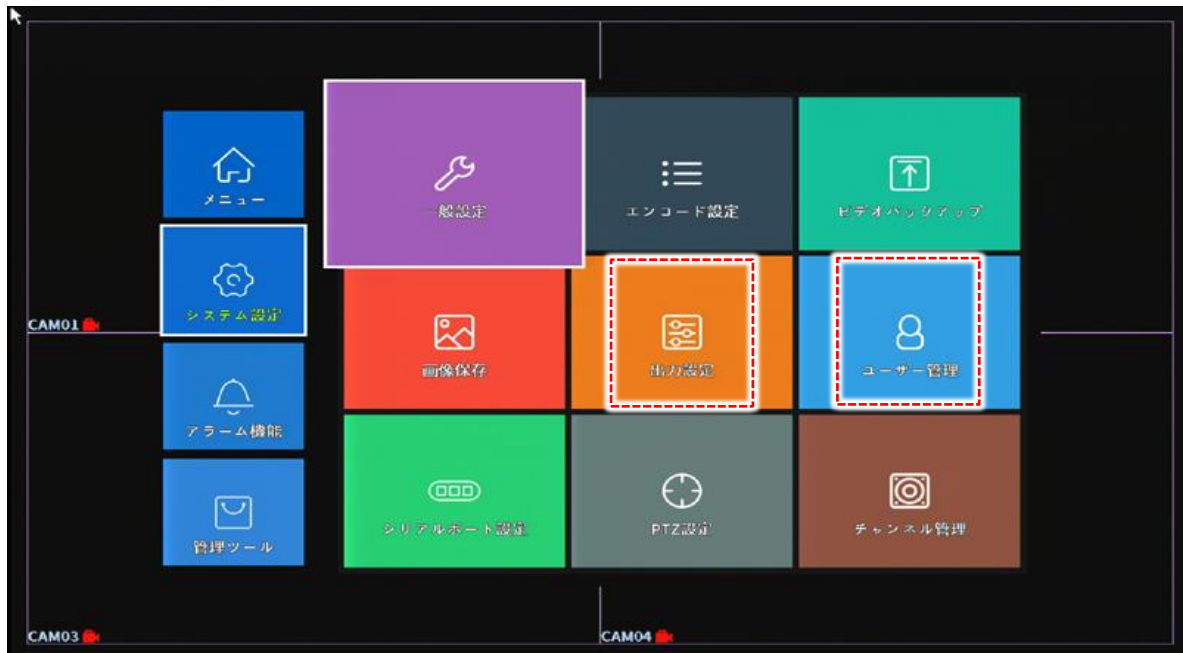 メニュー
一般設定
エンコード設定
ビデオバックアップ
システム設定
CAM01
画像保存
出力設定
ユーザー管理
アラーム機能
シリアルポート設定
PTZ設定
チャンネル管理
管理ツール
CAM03
CAM04